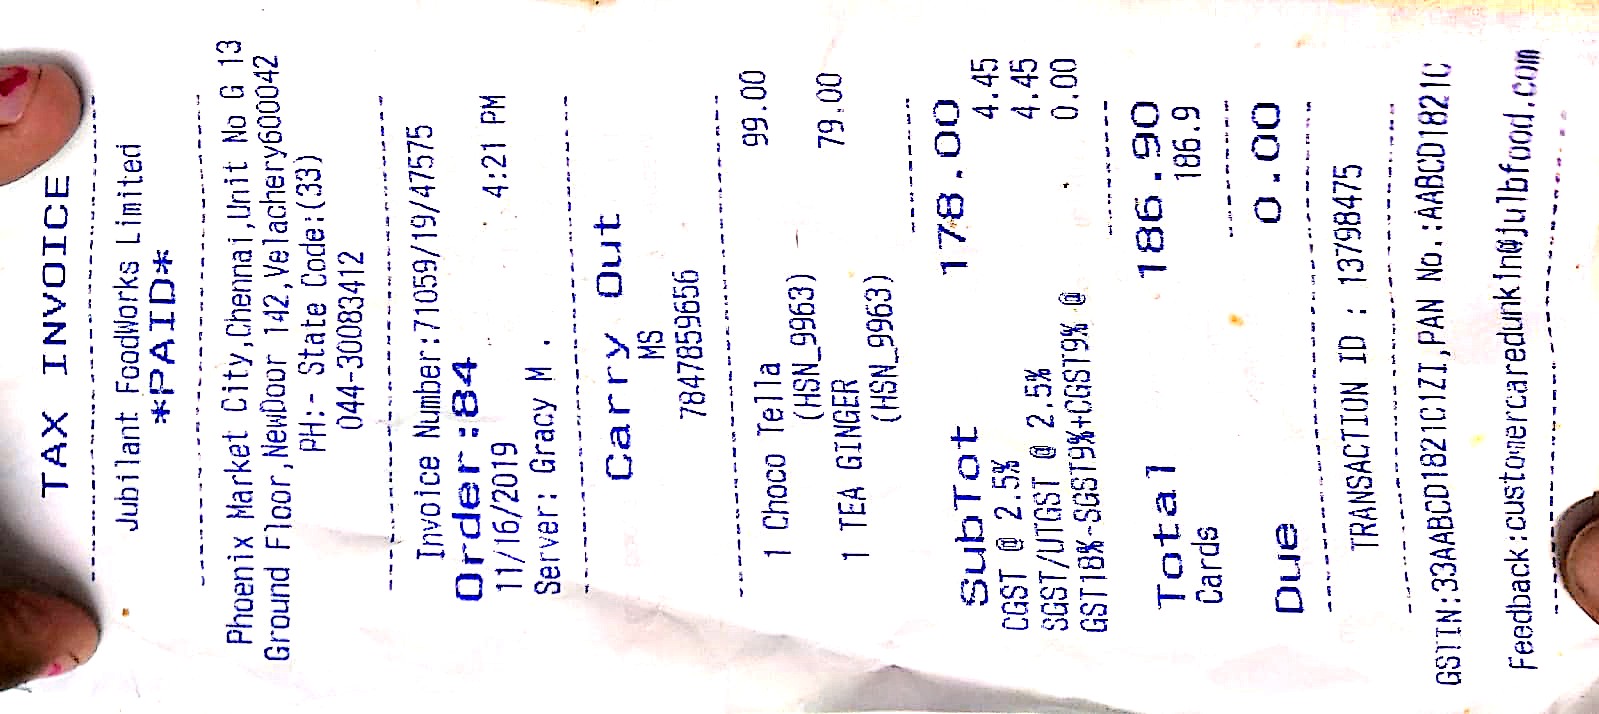 TAX INVOICE
Jubilant FoodWorks Limited
*PAID*
Phoenix Market City,Chennai,Unit No G 13
Ground Floor,NewDoor 142,Velachery600042
PH:- State Code:(33)
044-30083412
Invoice Number:71059/19/47575
Order:84
11/16/2019 4:21 PM
Server: Gracy M .
Carry Out
MS
7847859656
1 Choco Tella 99.00
(HSN_9963)
1 TEA GINGER 79.00
(HSN_9963)
SubTot 178.00
CGST @ 2.5% 4.45
SGST/UTGST @ 2.5% 4.45
GST18%-SGST9%+CGST9% @ 0.00
Total 186.90
Cards 186.9
Due 0.00
TRANSACTION ID : 13798475
GSTIN:33AABCD1821C1ZI,PAN No.:AABCD1821C
Feedback:customercaredunkin@julbfood.com